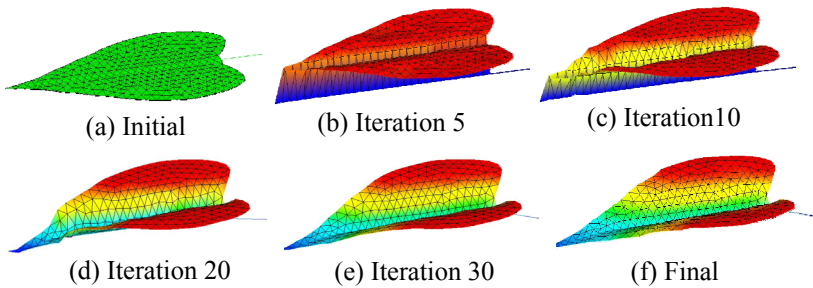 (a) Initial
(b) Iteration 5
(c) Iteration10
(d) Iteration 20
(e) Iteration 30
(f) Final